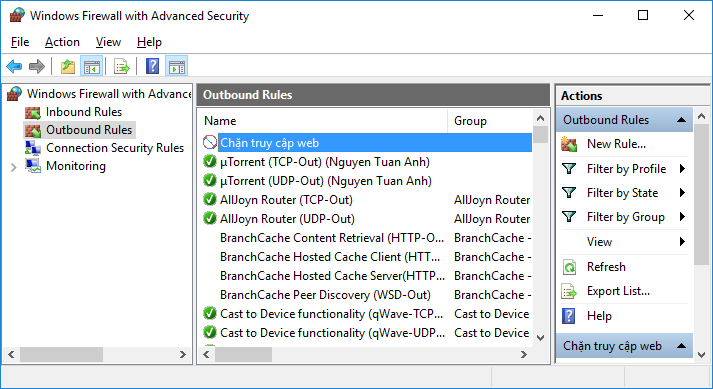 Windows Firewall with Advanced Security
File Action View Help
Windows Firewall with Advance
Inbound Rules
Outbound Rules
Connection Security Rules
Monitoring
Outbound Rules
Name Group
Chặn truy cập web
µTorrent (TCP-Out) (Nguyen Tuan Anh)
µTorrent (UDP-Out) (Nguyen Tuan Anh)
AllJoyn Router (TCP-Out) AllJoyn Router
AllJoyn Router (UDP-Out) AllJoyn Router
BranchCache Content Retrieval (HTTP-O... BranchCache -
BranchCache Hosted Cache Client (HTT... BranchCache -
BranchCache Hosted Cache Server(HTTP... BranchCache -
BranchCache Peer Discovery (WSD-Out) BranchCache -
Cast to Device functionality (qWave-TCP... Cast to Device
Cast to Device functionality (qWave-UDP... Cast to Device
Actions
Outbound Rules
New Rule...
Filter by Profile
Filter by State
Filter by Group
View
Refresh
Export List...
Help
Chặn truy cập web